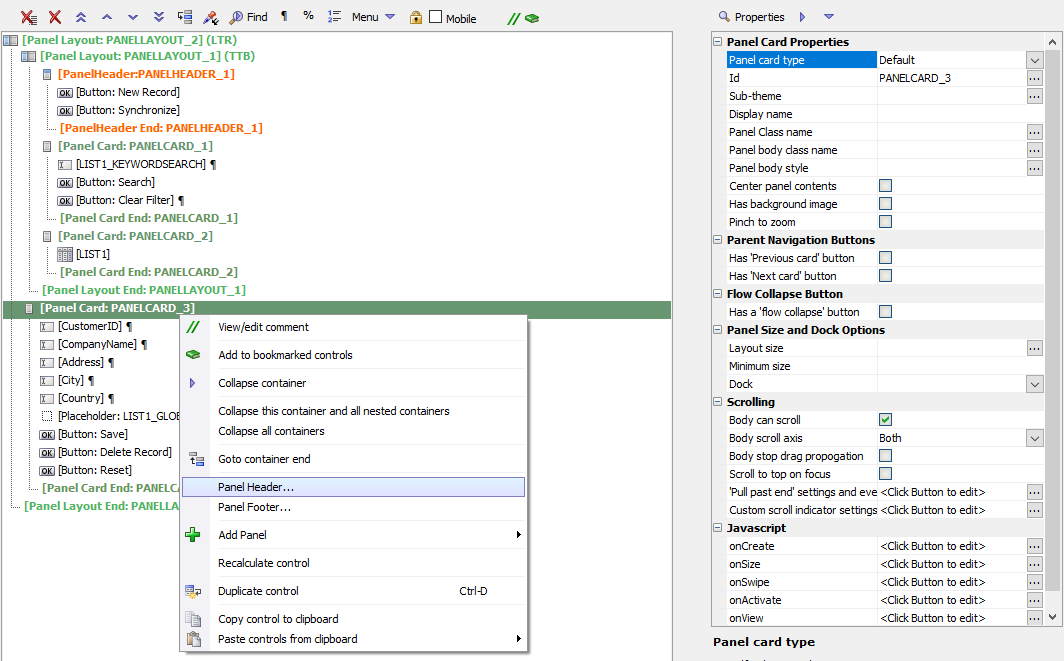 Find ¶ % Menu Mobile
[Panel Layout: PANELLAYOUT_2] (LTR)
[Panel Layout: PANELLAYOUT_1] (TTB)
[PanelHeader:PANELHEADER_1]
OK [Button: New Record]
OK [Button: Synchronize]
[PanelHeader End: PANELHEADER_1]
[Panel Card: PANELCARD_1]
[LIST1_KEYWORDSEARCH] ¶
OK [Button: Search]
OK [Button: Clear Filter] ¶
[Panel Card End: PANELCARD_1]
[Panel Card: PANELCARD_2]
[LIST1]
[Panel Card End: PANELCARD_2]
[Panel Layout End: PANELLAYOUT_1]
[Panel Card: PANELCARD_3]
[CustomerID] ¶
[CompanyName] ¶
[Address] ¶
[City] ¶
[Country] ¶
[Placeholder: LIST1_GLOB
OK [Button: Save]
OK [Button: Delete Record]
OK [Button: Reset]
[Panel Card End: PANELC
[Panel Layout End: PANELLA
View/edit comment
Add to bookmarked controls
Collapse container
Collapse this container and all nested containers
Collapse all containers
Goto container end
Panel Header...
Panel Footer...
Add Panel
Recalculate control
Duplicate control Ctrl-D
Copy control to clipboard
Paste controls from clipboard
Properties
Panel Card Properties
Panel card type Default
Id PANELCARD_3
Sub-theme
Display name
Panel Class name
Panel body class name
Panel body style
Center panel contents
Has background image
Pinch to zoom
Parent Navigation Buttons
Has 'Previous card' button
Has 'Next card' button
Flow Collapse Button
Has a 'flow collapse' button
Panel Size and Dock Options
Layout size
Minimum size
Dock
Scrolling
Body can scroll
Body scroll axis Both
Body stop drag propogation
Scroll to top on focus
'Pull past end' settings and eve <Click Button to edit>
Custom scroll indicator settings <Click Button to edit>
Javascript
onCreate <Click Button to edit>
onSize <Click Button to edit>
onSwipe <Click Button to edit>
onActivate <Click Button to edit>
onView <Click Button to edit>
Panel card type